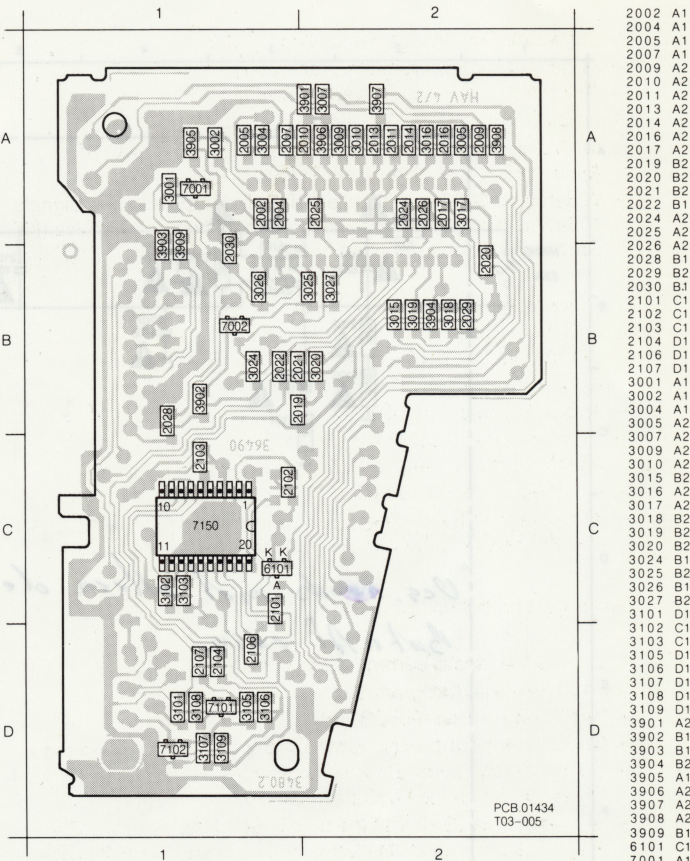 1 2
A A
B B
C C
D D
3901 3007 3907
HAV 4/2
3905 3002 2005 3004 2007 2010 3906 3009 3010 2013 2011 2014 3016 2016 3005 2009 3908
3001 7001
2002 2004 2025 2024 2026 2017 3017
3903 3909 2030 2020
3026 3025 3027
7002 3015 3019 3904 3018 2029
3024 2022 2021 3020
2028 3902 2019
2103 36490
2102
10 1
7150
11 20
K K
6101
A
3102 3103 2101
2107 2104 2106
3101 3108 7101 3105 3106
7102 3107 3109
3480.2
PCB.01434
T03-005
1 2
2002 A1
2004 A1
2005 A1
2007 A1
2009 A2
2010 A2
2011 A2
2013 A2
2014 A2
2016 A2
2017 A2
2019 B2
2020 B2
2021 B2
2022 B1
2024 A2
2025 A2
2026 A2
2028 B1
2029 B2
2030 B.1
2101 C1
2102 C1
2103 C1
2104 D1
2106 D1
2107 D1
3001 A1
3002 A1
3004 A1
3005 A2
3007 A2
3009 A2
3010 A2
3015 B2
3016 A2
3017 A2
3018 B2
3019 B2
3020 B2
3024 B1
3025 B2
3026 B1
3027 B2
3101 D1
3102 C1
3103 C1
3105 D1
3106 D1
3107 D1
3108 D1
3109 D1
3901 A2
3902 B1
3903 B1
3904 B2
3905 A1
3906 A2
3907 A2
3908 A2
3909 B1
6101 C1
7001 A1